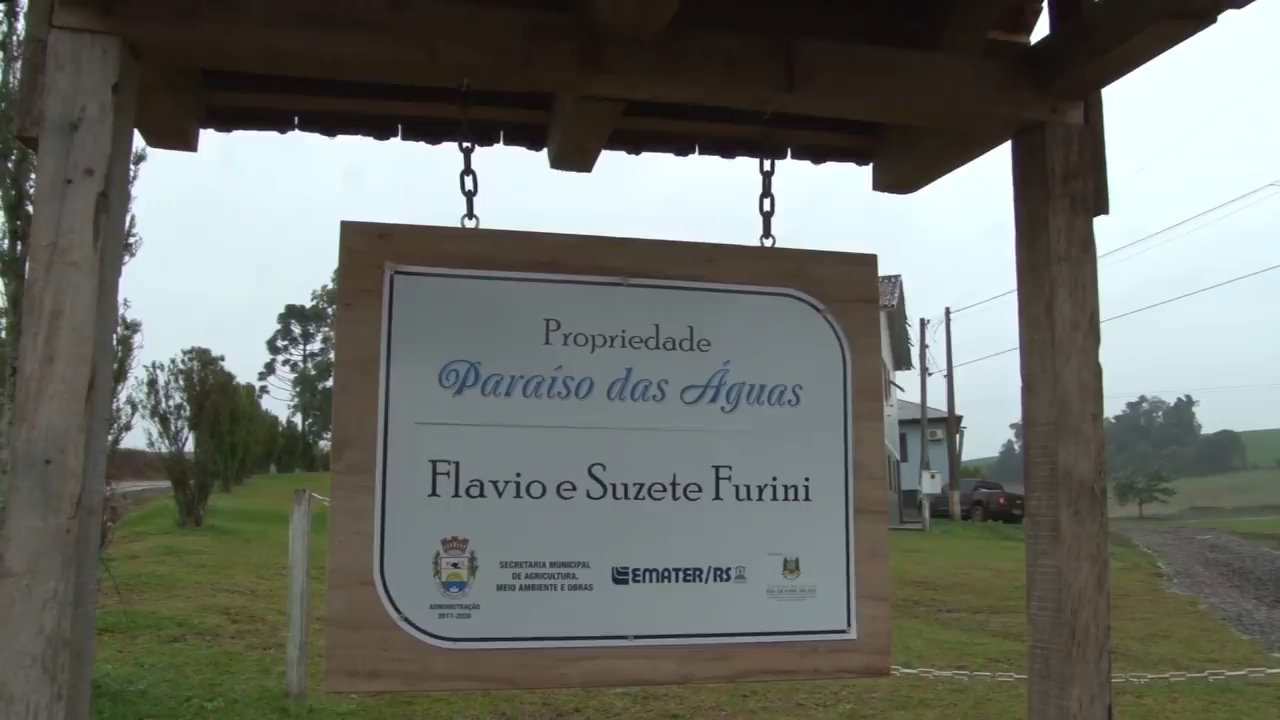 Propriedade
Paraíso das Águas
Flavio e Suzete Furini
SECRETARIA MUNICIPAL
DE AGRICULTURA,
MEIO AMBIENTE E OBRAS
ADMINISTRAÇÃO
2017-2020
EMATER/RS